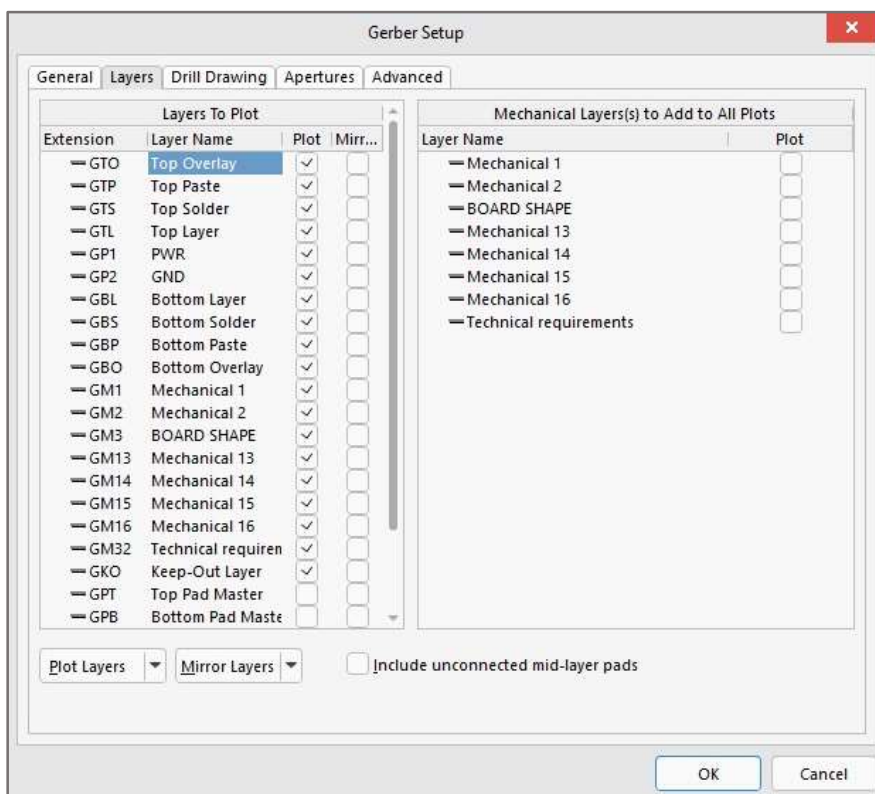 Gerber Setup
General Layers Drill Drawing Apertures Advanced
Layers To Plot
Extension Layer Name Plot Mirr...
GTO Top Overlay
GTP Top Paste
GTS Top Solder
GTL Top Layer
GP1 PWR
GP2 GND
GBL Bottom Layer
GBS Bottom Solder
GBP Bottom Paste
GBO Bottom Overlay
GM1 Mechanical 1
GM2 Mechanical 2
GM3 BOARD SHAPE
GM13 Mechanical 13
GM14 Mechanical 14
GM15 Mechanical 15
GM16 Mechanical 16
GM32 Technical requiren
GKO Keep-Out Layer
GPT Top Pad Master
GPB Bottom Pad Maste
Mechanical Layers(s) to Add to All Plots
Layer Name Plot
Mechanical 1
Mechanical 2
BOARD SHAPE
Mechanical 13
Mechanical 14
Mechanical 15
Mechanical 16
Technical requirements
Plot Layers Mirror Layers Include unconnected mid-layer pads
OK Cancel